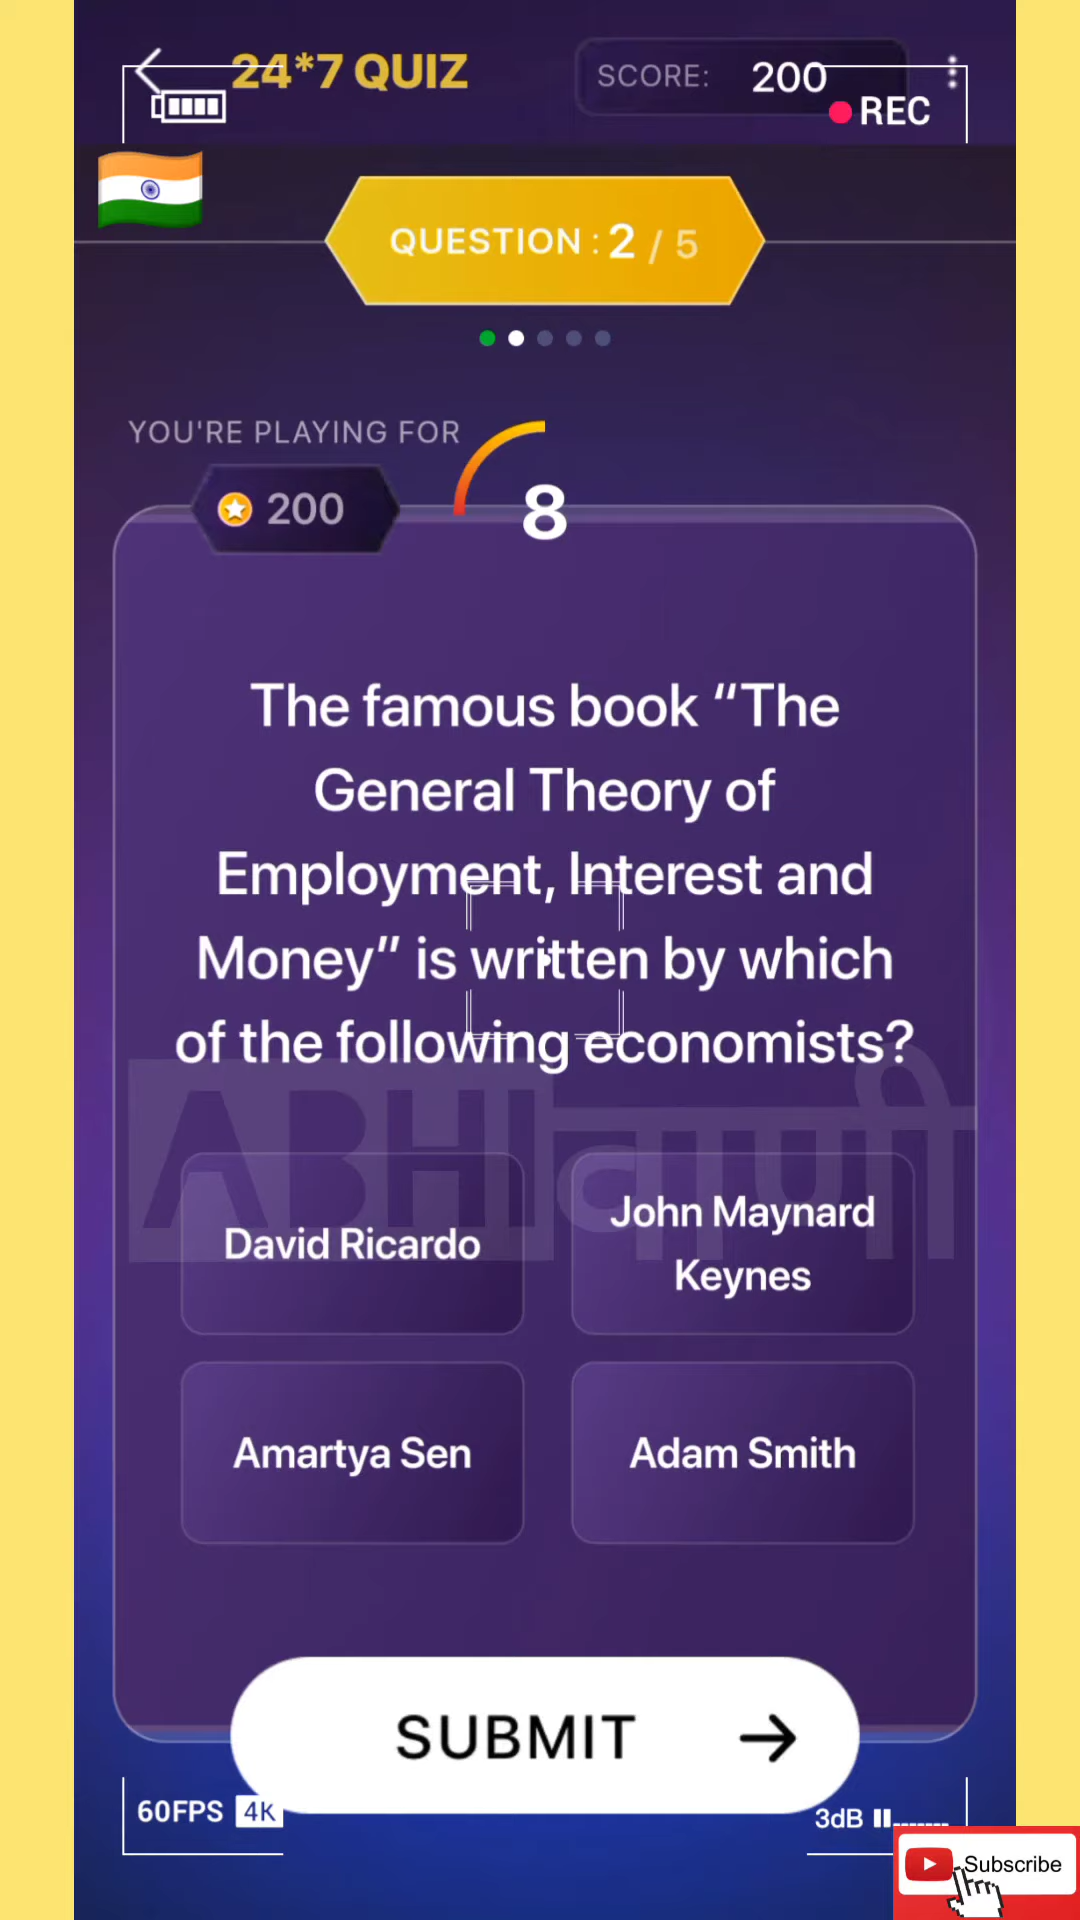 24*7 QUIZ
SCORE: 200
REC
QUESTION : 2 / 5
YOU'RE PLAYING FOR
200
8
The famous book “The
General Theory of
Employment, Interest and
Money” is written by which
of the following economists?
ABHIवाणी
David Ricardo
John Maynard
Keynes
Amartya Sen
Adam Smith
SUBMIT
60FPS 4K
3dB
Subscribe